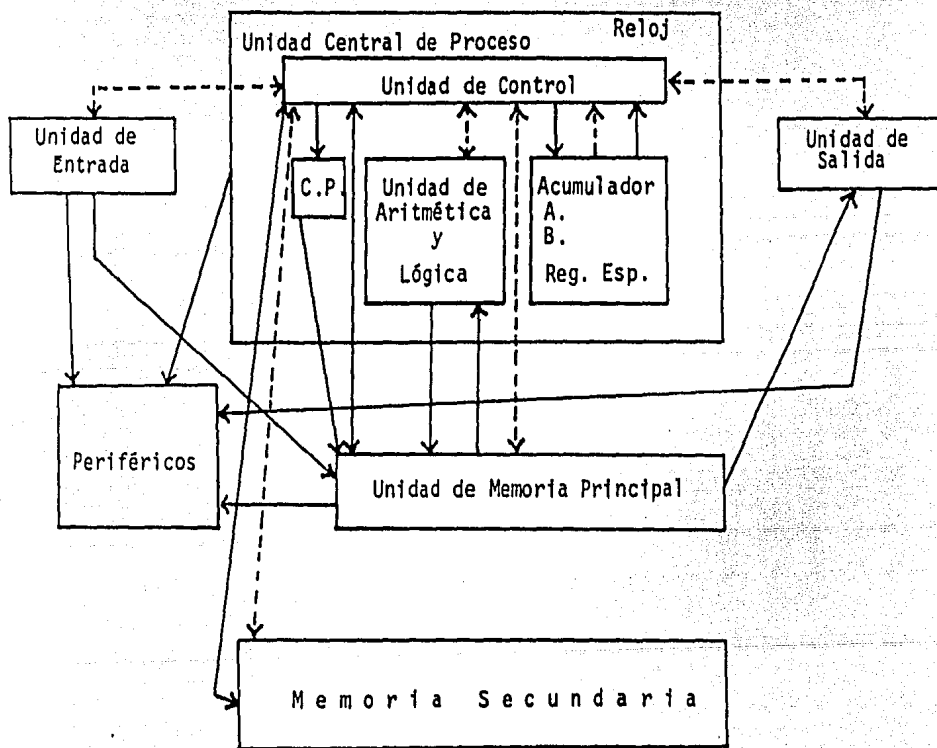 Reloj
Unidad Central de Proceso
Unidad de Control
Unidad de
Entrada
Unidad de
Salida
C.P.
Unidad de
Aritmética
y
Lógica
Acumulador
A.
B.
Reg. Esp.
Periféricos
Unidad de Memoria Principal
Memoria Secundaria